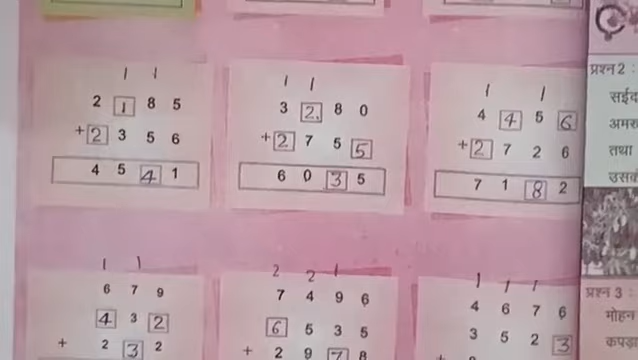 1 1
2 1 8 5
+ 2 3 5 6
4 5 4 1
1 1
3 2 8 0
+ 2 7 5 5
6 0 3 5
1 1
4 4 5 6
+ 2 7 2 6
7 1 8 2
1 1
6 7 9
4 3 2
+ 2 3 2
2 2 1
7 4 9 6
6 5 3 5
+ 2 9 7 8
1 1 1
4 6 7 6
3 5 2 3
प्रश्न 2 :
सईद
अमर
तथा
उसक
प्रश्न 3 :
मोहन
कपड़